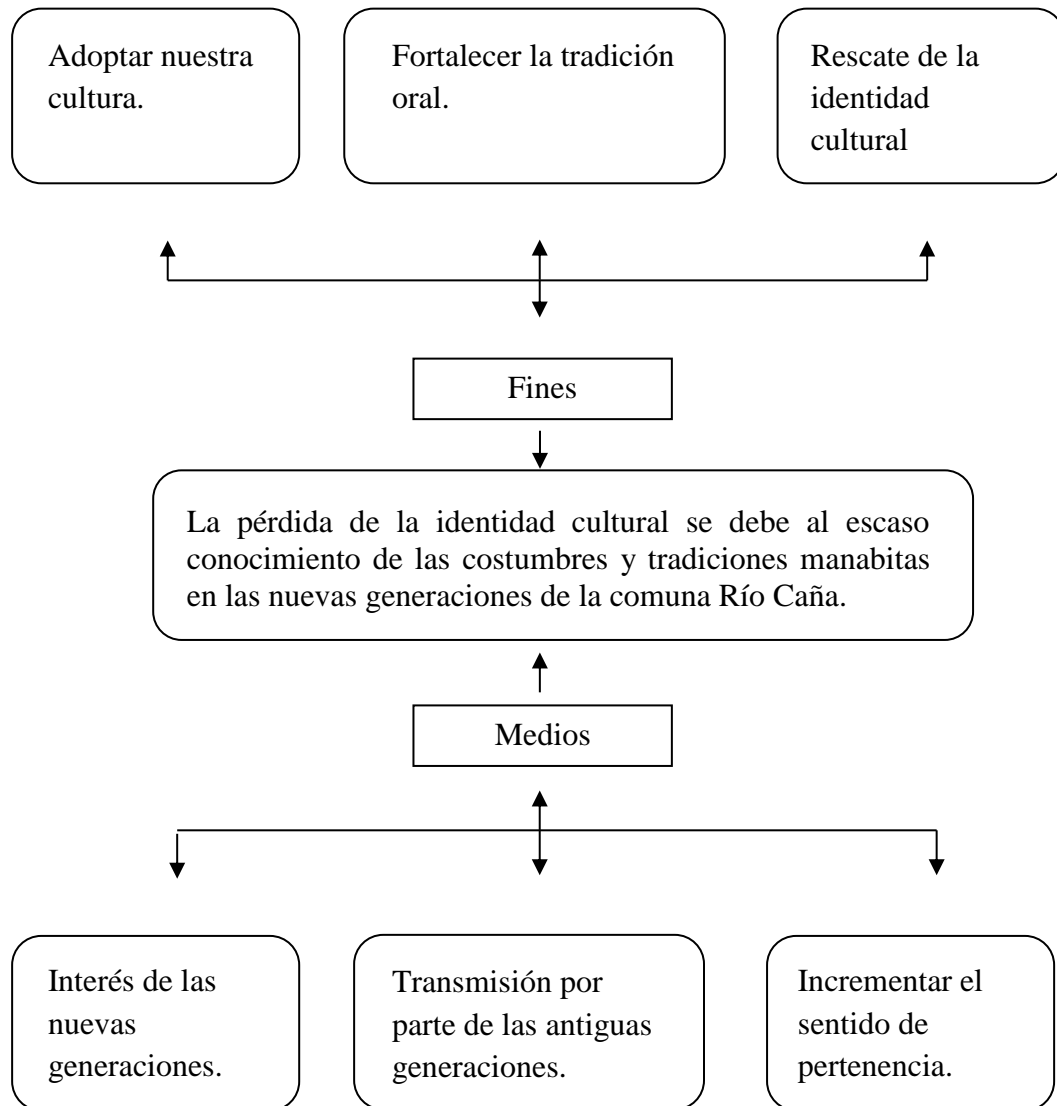 Adoptar nuestra
cultura.
Fortalecer la tradición
oral.
Rescate de la
identidad
cultural
Fines
La pérdida de la identidad cultural se debe al escaso
conocimiento de las costumbres y tradiciones manabitas
en las nuevas generaciones de la comuna Río Caña.
Medios
Interés de las
nuevas
generaciones.
Transmisión por
parte de las antiguas
generaciones.
Incrementar el
sentido de
pertenencia.